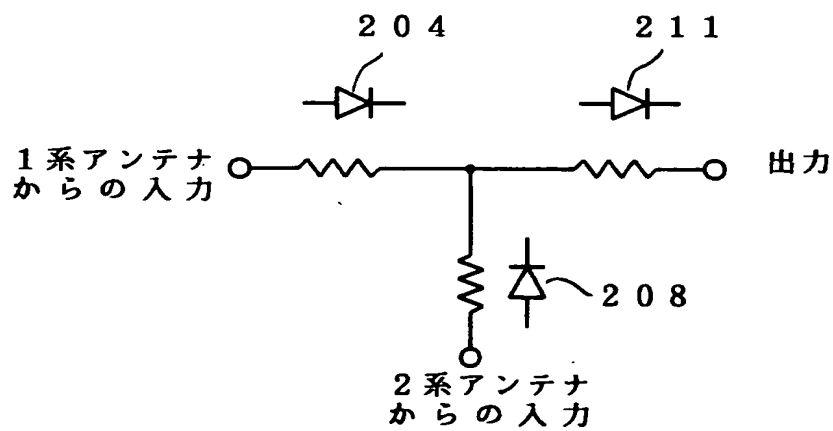 ２０４
２１１
１系アンテナ
からの入力
出力
２０８
２系アンテナ
からの入力